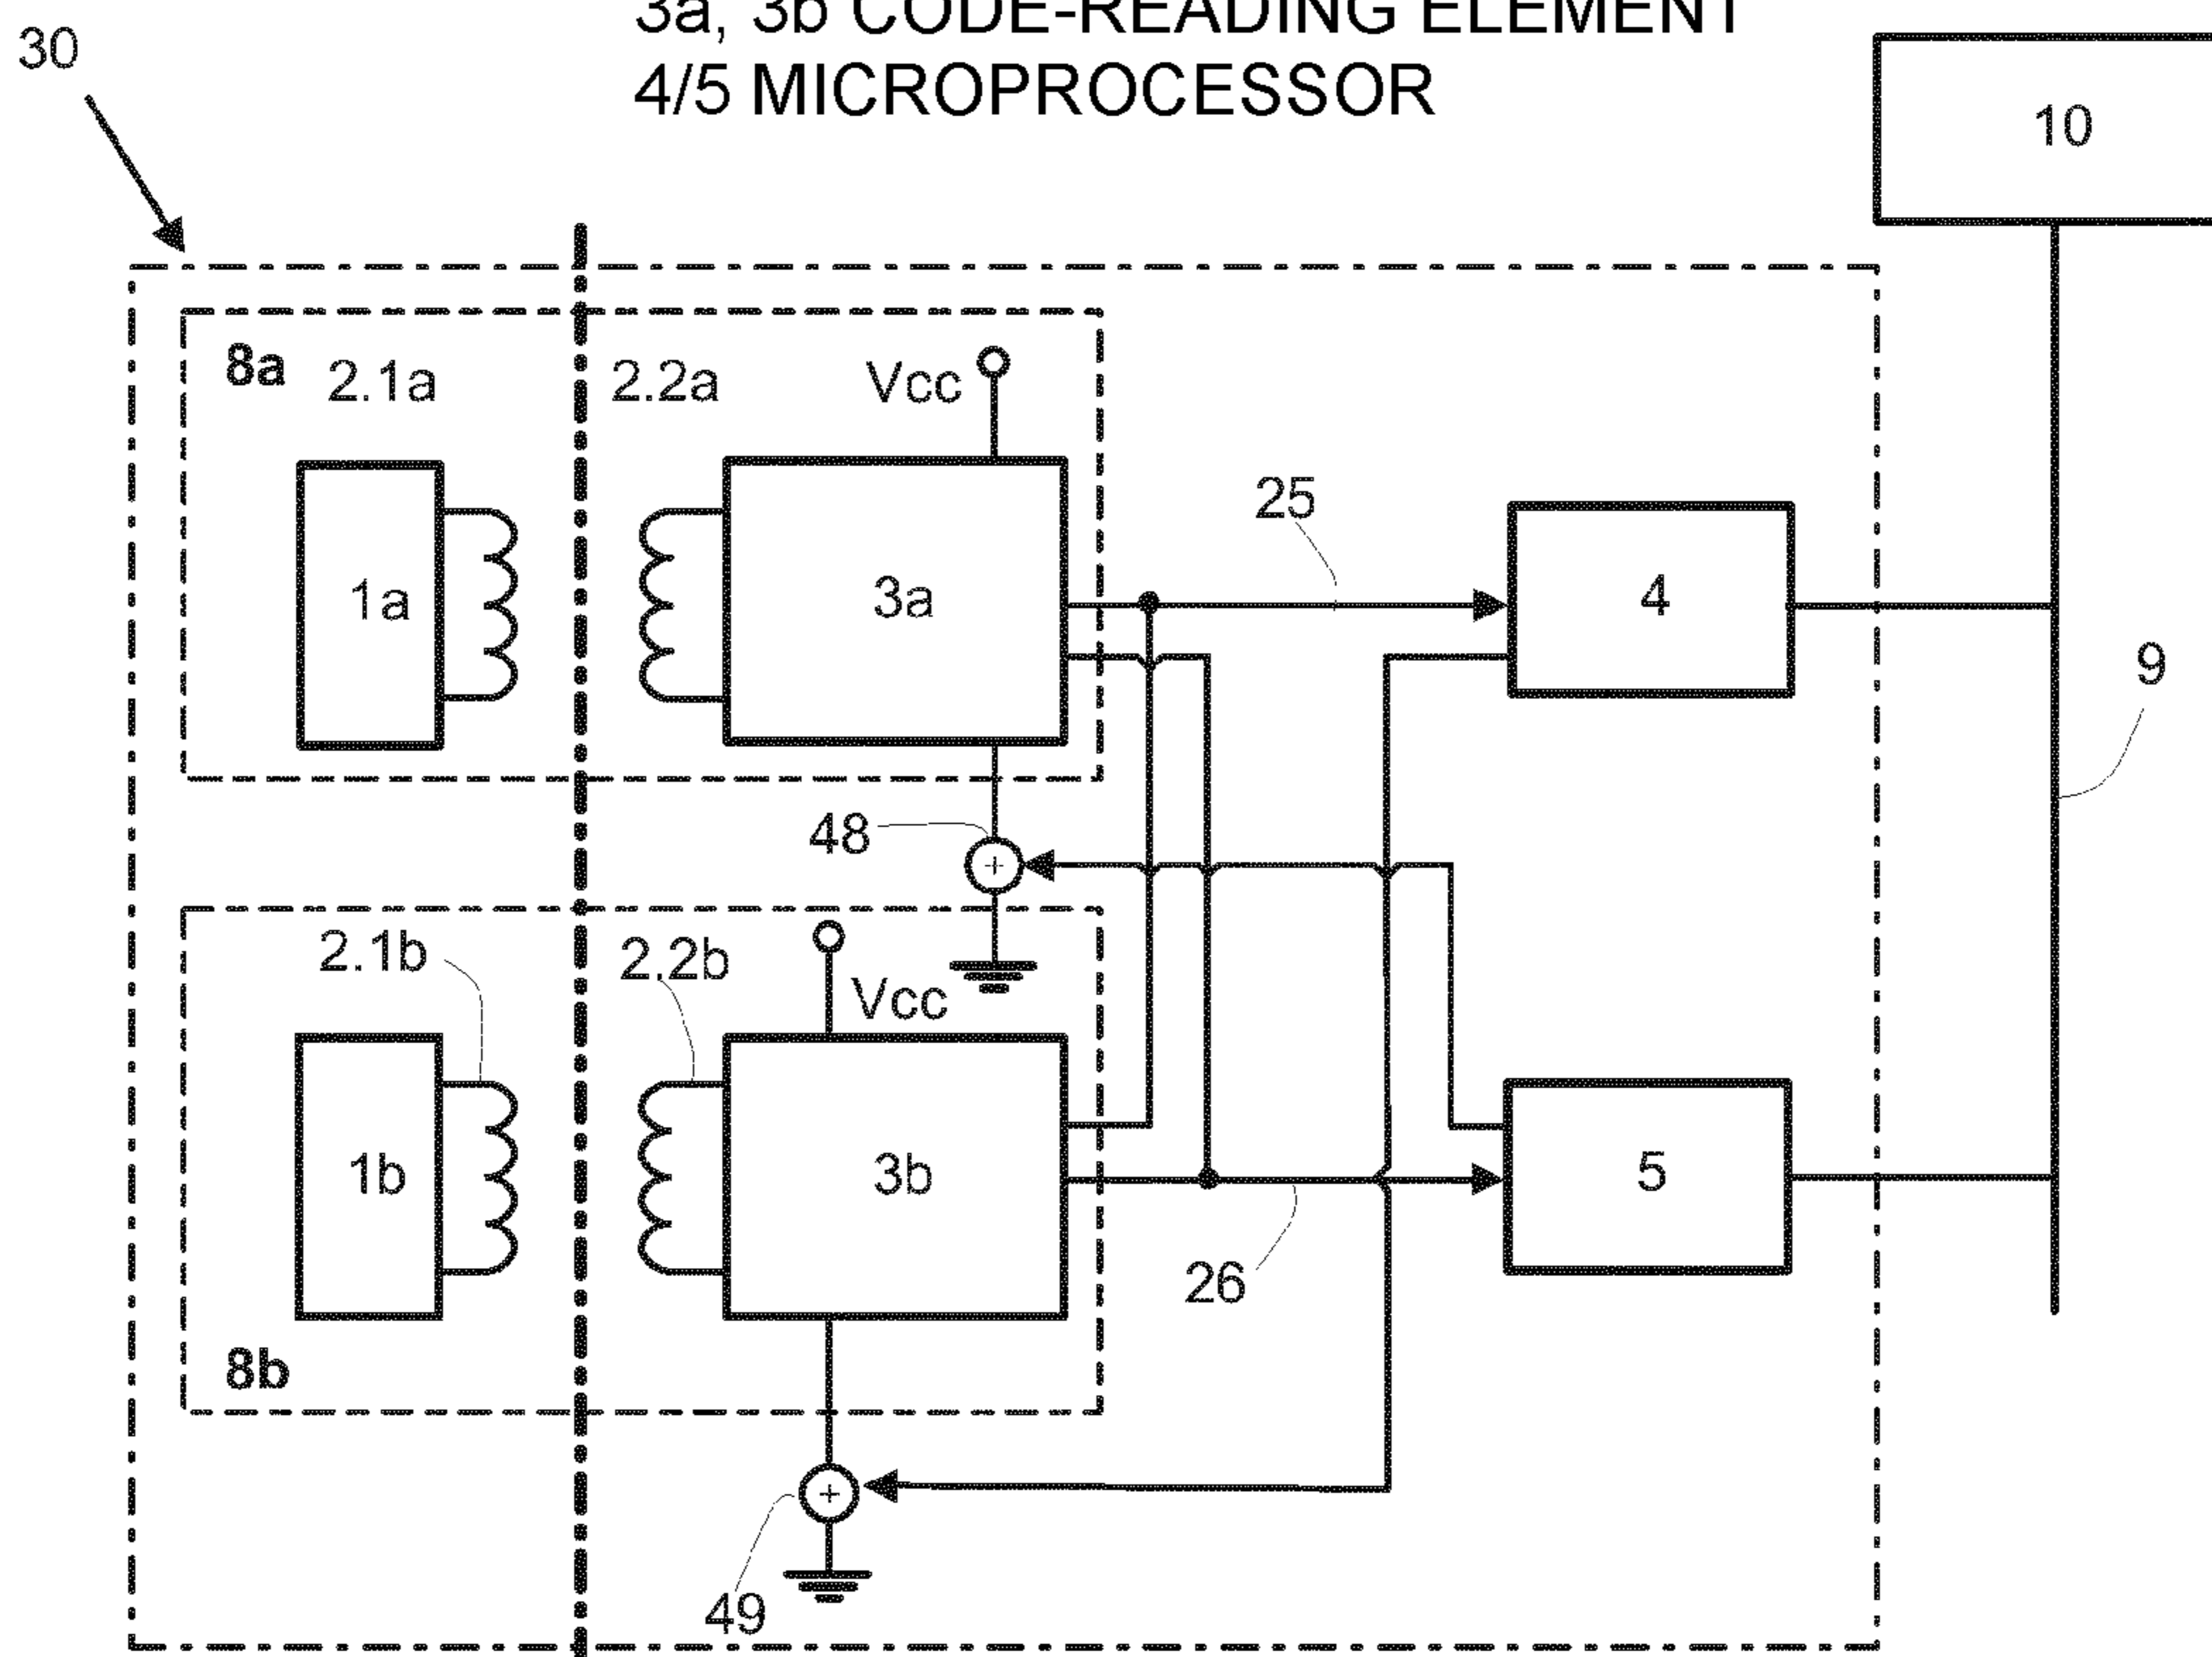 3a, 3b CODE-READING ELEMENT
30
4/5 MICROPROCESSOR
10
8a
2.1a
2.2a
Vcc
25
1a
3a
4
9
48
2.1b
2.2b
Vcc
1b
3b
5
26
8b
49